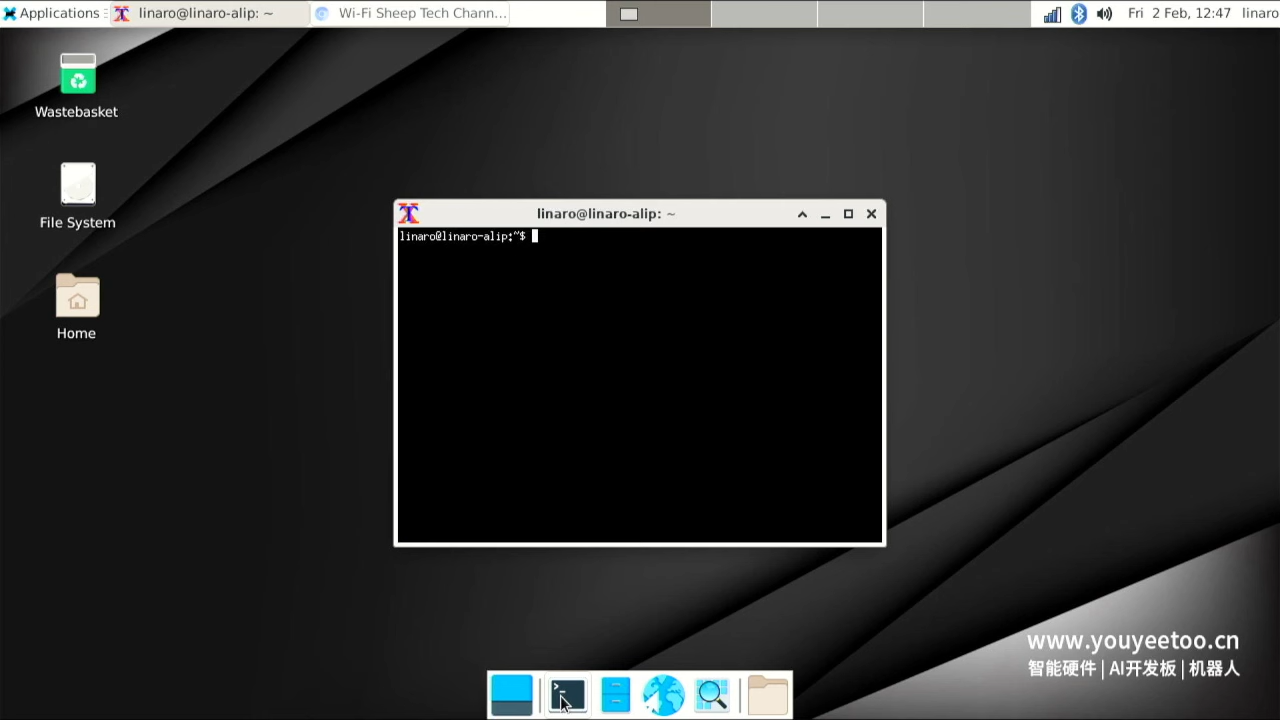 Applications
linaro@linaro-alip: ~
Wi-Fi Sheep Tech Chann...
Fri 2 Feb, 12:47
linaro
Wastebasket
File System
Home
linaro@linaro-alip: ~
linaro@linaro-alip:~$
www.youyeetoo.cn
智能硬件 | AI开发板 | 机器人